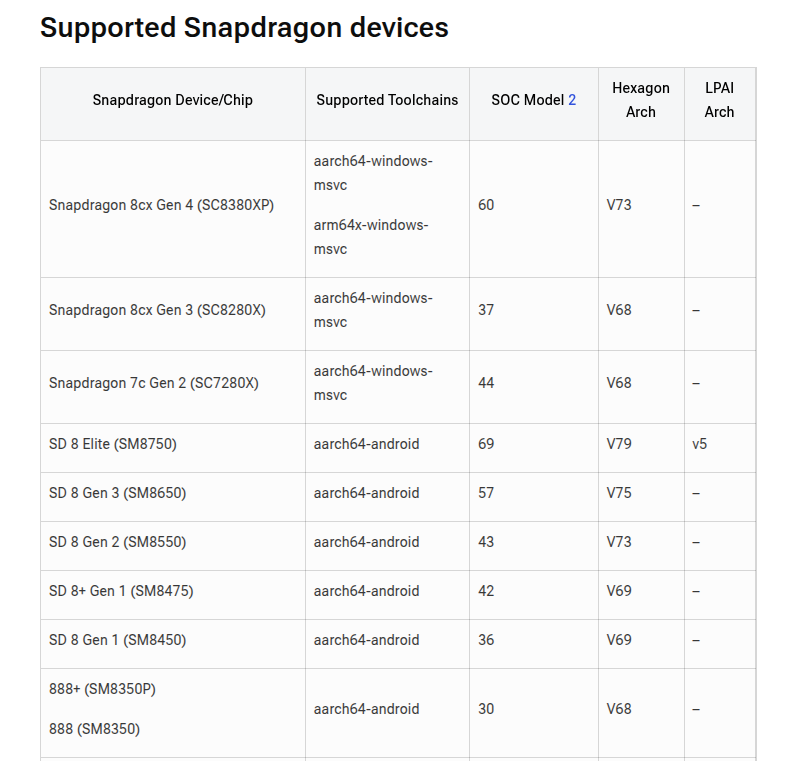 Supported Snapdragon devices
Snapdragon Device/Chip Supported Toolchains SOC Model 2 Hexagon Arch LPAI Arch
Snapdragon 8cx Gen 4 (SC8380XP) aarch64-windows-msvc arm64x-windows-msvc 60 V73 –
Snapdragon 8cx Gen 3 (SC8280X) aarch64-windows-msvc 37 V68 –
Snapdragon 7c Gen 2 (SC7280X) aarch64-windows-msvc 44 V68 –
SD 8 Elite (SM8750) aarch64-android 69 V79 v5
SD 8 Gen 3 (SM8650) aarch64-android 57 V75 –
SD 8 Gen 2 (SM8550) aarch64-android 43 V73 –
SD 8+ Gen 1 (SM8475) aarch64-android 42 V69 –
SD 8 Gen 1 (SM8450) aarch64-android 36 V69 –
888+ (SM8350P)
888 (SM8350) aarch64-android 30 V68 –